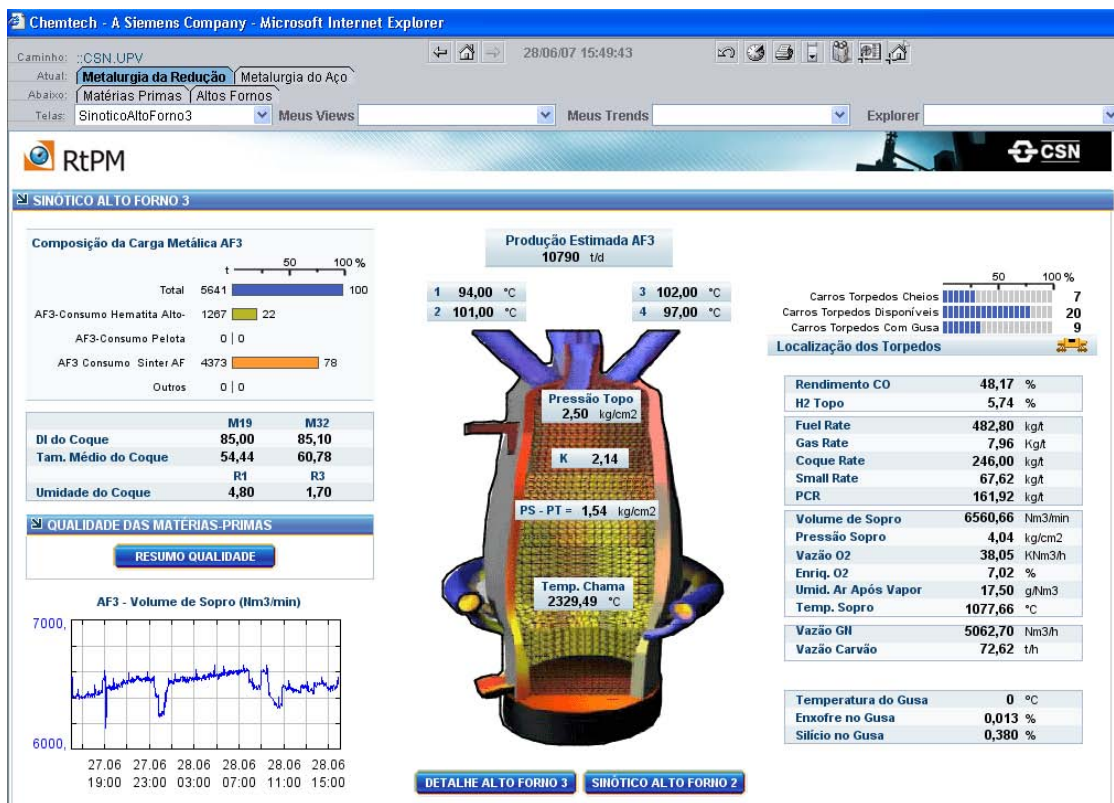 Chemtech - A Siemens Company - Microsoft Internet Explorer
Caminho: ::CSN.UPV
28/06/07 15:49:43
Atual: Metalurgia da Redução Metalurgia do Aço
Abaixo: Matérias Primas Altos Fornos
Telas: SinoticoAltoForno3 Meus Views Meus Trends Explorer
RtPM
CSN
SINÓTICO ALTO FORNO 3
Composição da Carga Metálica AF3
t 50 100 %
Total 5641 100
AF3-Consumo Hematita Alto- 1267 22
AF3-Consumo Pelota 0 0
AF3 Consumo Sinter AF 4373 78
Outros 0 0
M19 M32
DI do Coque 85,00 85,10
Tam. Médio do Coque 54,44 60,78
R1 R3
Umidade do Coque 4,80 1,70
QUALIDADE DAS MATÉRIAS-PRIMAS
RESUMO QUALIDADE
AF3 - Volume de Sopro (Nm3/min)
7000,
6000,
27.06 27.06 28.06 28.06 28.06 28.06
19:00 23:00 03:00 07:00 11:00 15:00
Produção Estimada AF3
10790 t/d
1 94,00 °C 3 102,00 °C
2 101,00 °C 4 97,00 °C
Pressão Topo
2,50 kg/cm2
K 2,14
PS - PT = 1,54 kg/cm2
Temp. Chama
2329,49 °C
DETALHE ALTO FORNO 3 SINÓTICO ALTO FORNO 2
50 100 %
Carros Torpedos Cheios 7
Carros Torpedos Disponíveis 20
Carros Torpedos Com Gusa 9
Localização dos Torpedos
Rendimento CO 48,17 %
H2 Topo 5,74 %
Fuel Rate 482,80 kg/t
Gas Rate 7,96 Kg/t
Coque Rate 246,00 kg/t
Small Rate 67,62 kg/t
PCR 161,92 kg/t
Volume de Sopro 6560,66 Nm3/min
Pressão Sopro 4,04 kg/cm2
Vazão O2 38,05 KNm3/h
Enriq. O2 7,02 %
Umid. Ar Após Vapor 17,50 g/Nm3
Temp. Sopro 1077,66 °C
Vazão GN 5062,70 Nm3/h
Vazão Carvão 72,62 t/h
Temperatura do Gusa 0 °C
Enxofre no Gusa 0,013 %
Silício no Gusa 0,380 %